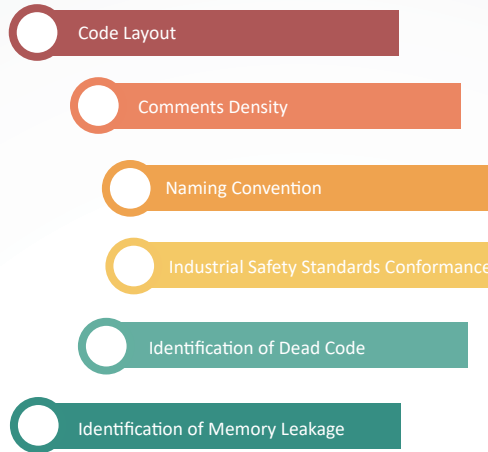 Code Layout
Comments Density
Naming Convention
Industrial Safety Standards Conformance
Identification of Dead Code
Identification of Memory Leakage